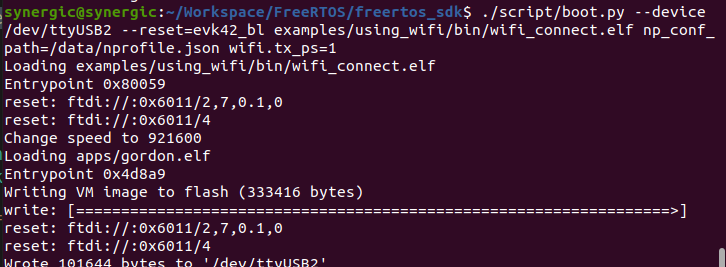 synergic@synergic:~/Workspace/FreeRTOS/freertos_sdk$ ./script/boot.py --device
/dev/ttyUSB2 --reset=evk42_bl examples/using_wifi/bin/wifi_connect.elf np_conf_
path=/data/nprofile.json wifi.tx_ps=1
Loading examples/using_wifi/bin/wifi_connect.elf
Entrypoint 0x80059
reset: ftdi://:0x6011/2,7,0.1,0
reset: ftdi://:0x6011/4
Change speed to 921600
Loading apps/gordon.elf
Entrypoint 0x4d8a9
Writing VM image to flash (333416 bytes)
write: [==================================================================>]
reset: ftdi://:0x6011/2,7,0.1,0
reset: ftdi://:0x6011/4
Wrote 101644 bytes to '/dev/ttyUSB2'